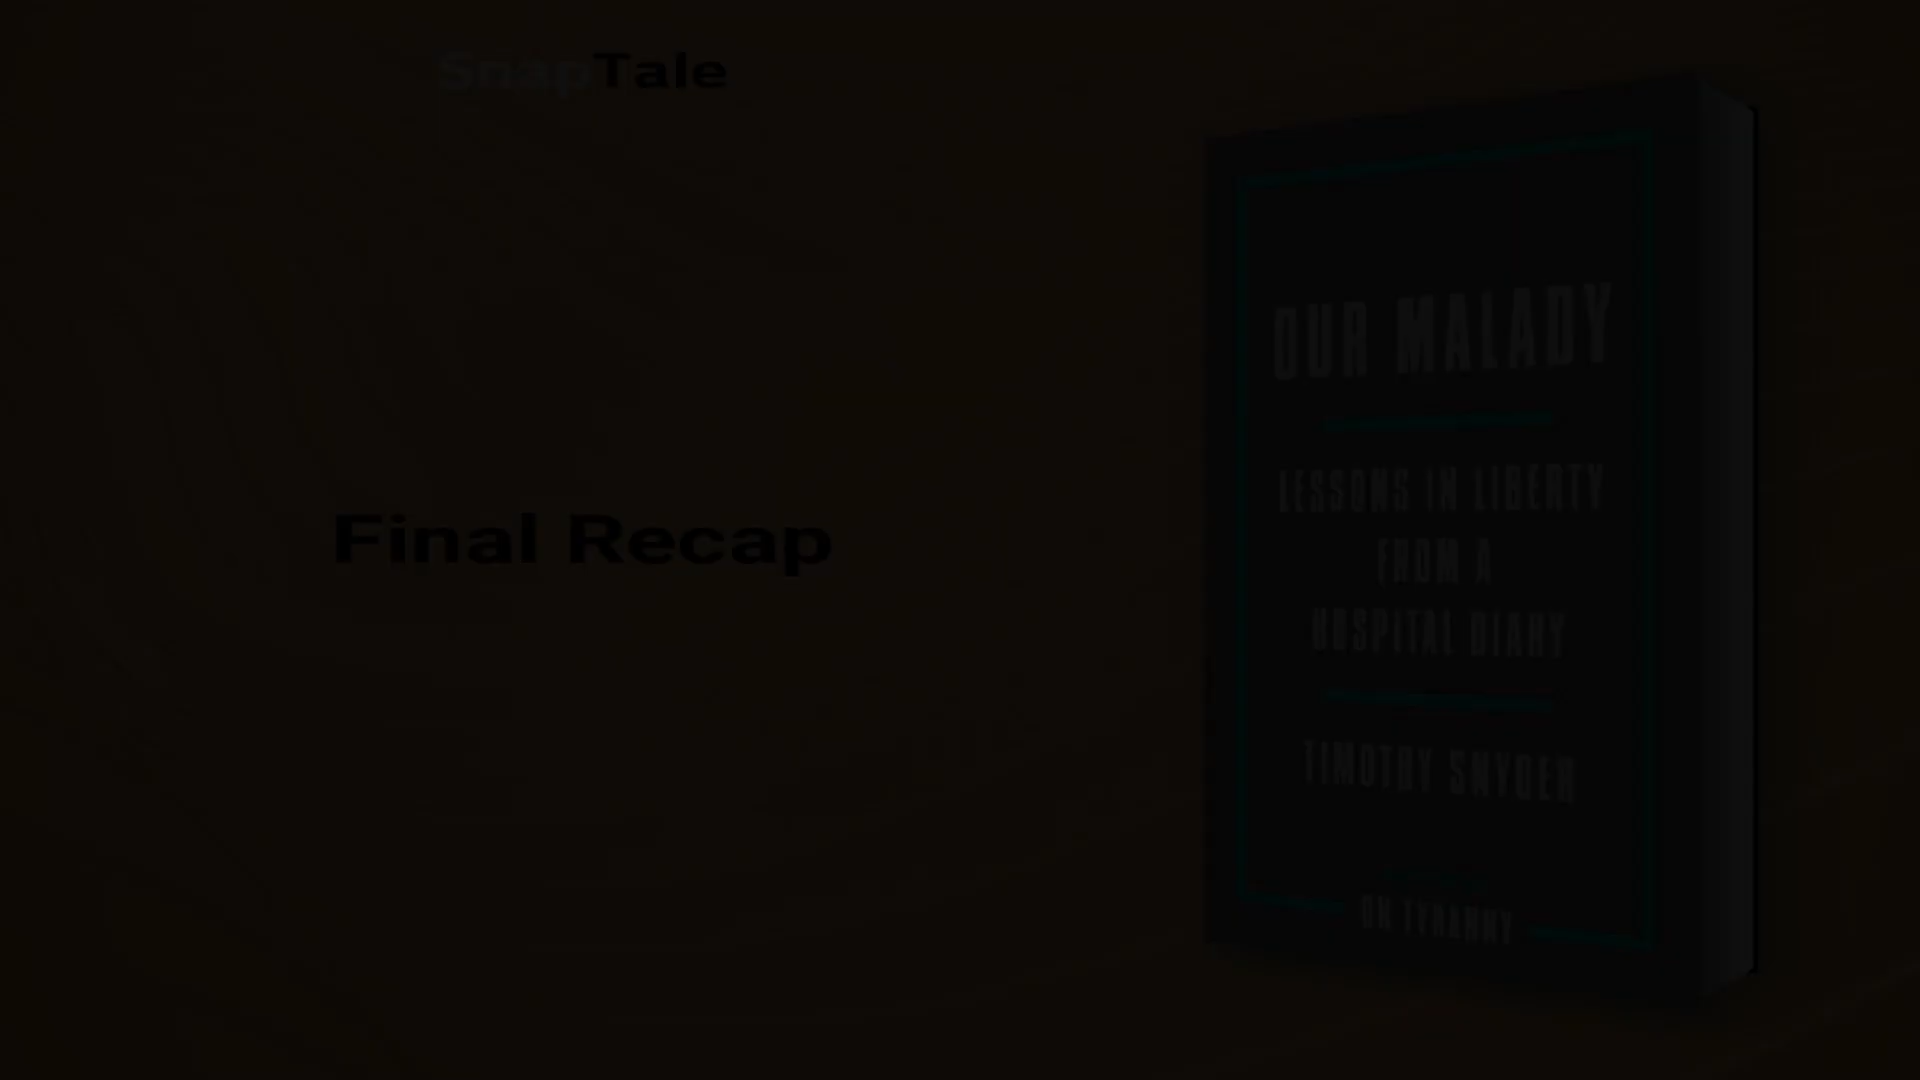 SnapTale
Final Recap
OUR MALADY
LESSONS IN LIBERTY
FROM A
HOSPITAL DIARY
TIMOTHY SNYDER
ON TYRANNY